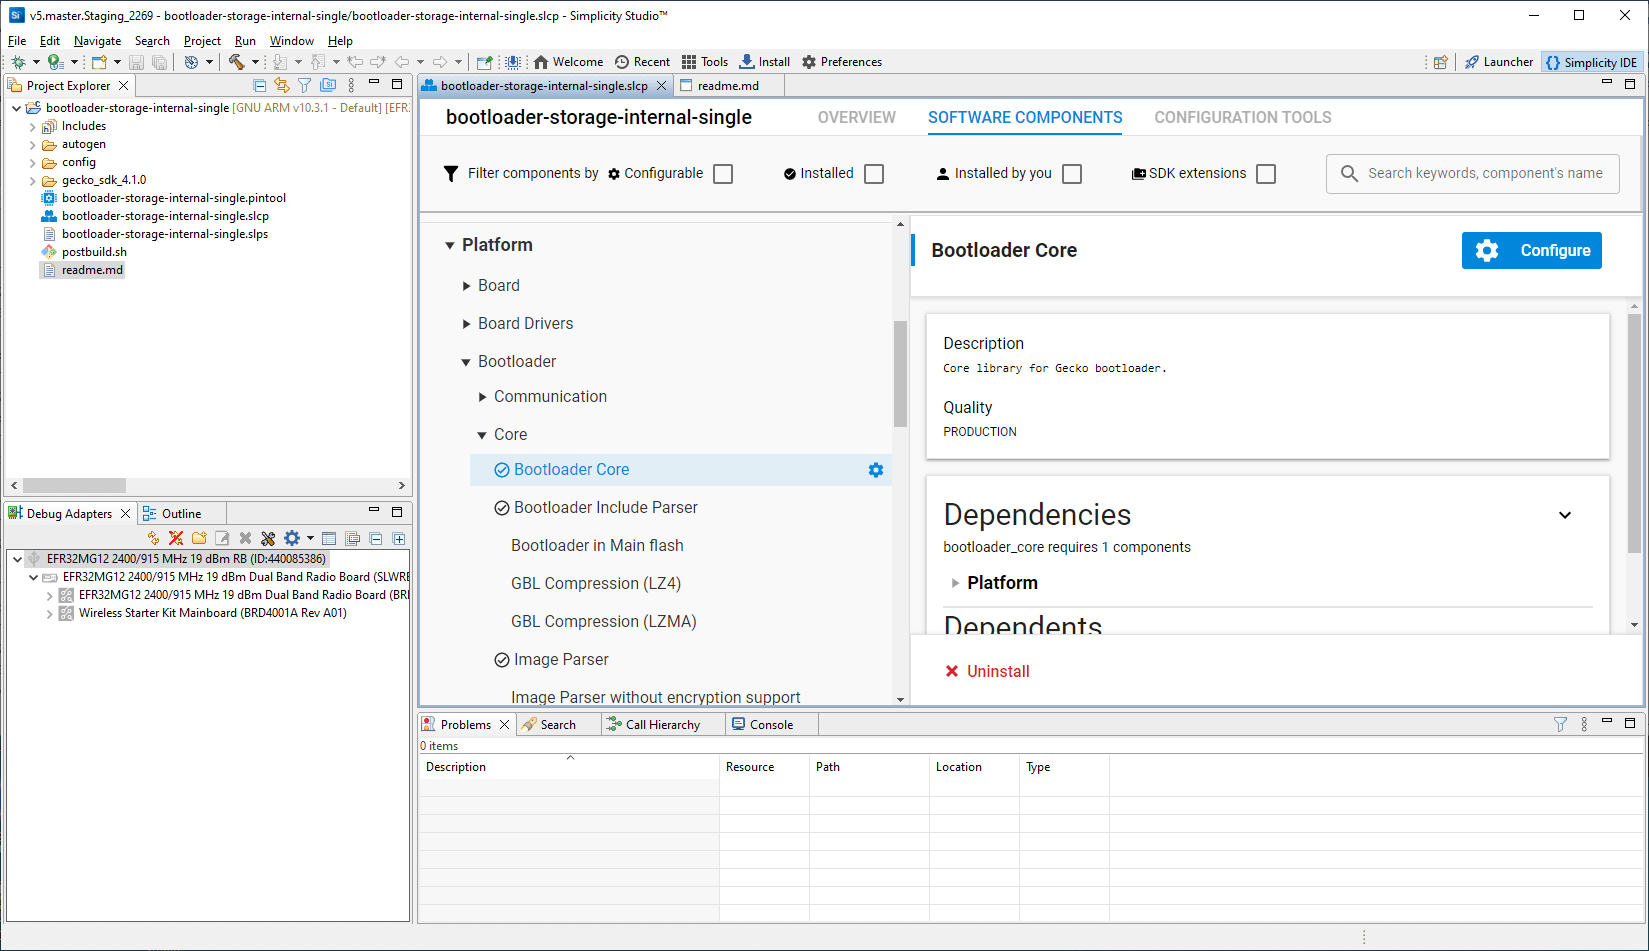 v5.master.Staging_2269 - bootloader-storage-internal-single/bootloader-storage-internal-single.slcp - Simplicity Studio™
File Edit Navigate Search Project Run Window Help
Welcome Recent Tools Install Preferences Launcher Simplicity IDE
Project Explorer
bootloader-storage-internal-single [GNU ARM v10.3.1 - Default] [EFR
Includes
autogen
config
gecko_sdk_4.1.0
bootloader-storage-internal-single.pintool
bootloader-storage-internal-single.slcp
bootloader-storage-internal-single.slps
postbuild.sh
readme.md
Debug Adapters Outline
EFR32MG12 2400/915 MHz 19 dBm RB (ID:440085386)
EFR32MG12 2400/915 MHz 19 dBm Dual Band Radio Board (SLWRB
EFR32MG12 2400/915 MHz 19 dBm Dual Band Radio Board (BRD
Wireless Starter Kit Mainboard (BRD4001A Rev A01)
bootloader-storage-internal-single.slcp readme.md
bootloader-storage-internal-single OVERVIEW SOFTWARE COMPONENTS CONFIGURATION TOOLS
Filter components by Configurable Installed Installed by you SDK extensions Search keywords, component's name
Platform
Board
Board Drivers
Bootloader
Communication
Core
Bootloader Core
Bootloader Include Parser
Bootloader in Main flash
GBL Compression (LZ4)
GBL Compression (LZMA)
Image Parser
Image Parser without encryption support
Bootloader Core Configure
Description
Core library for Gecko bootloader.
Quality
PRODUCTION
Dependencies
bootloader_core requires 1 components
Platform
Dependents
Uninstall
Problems Search Call Hierarchy Console
0 items
Description Resource Path Location Type